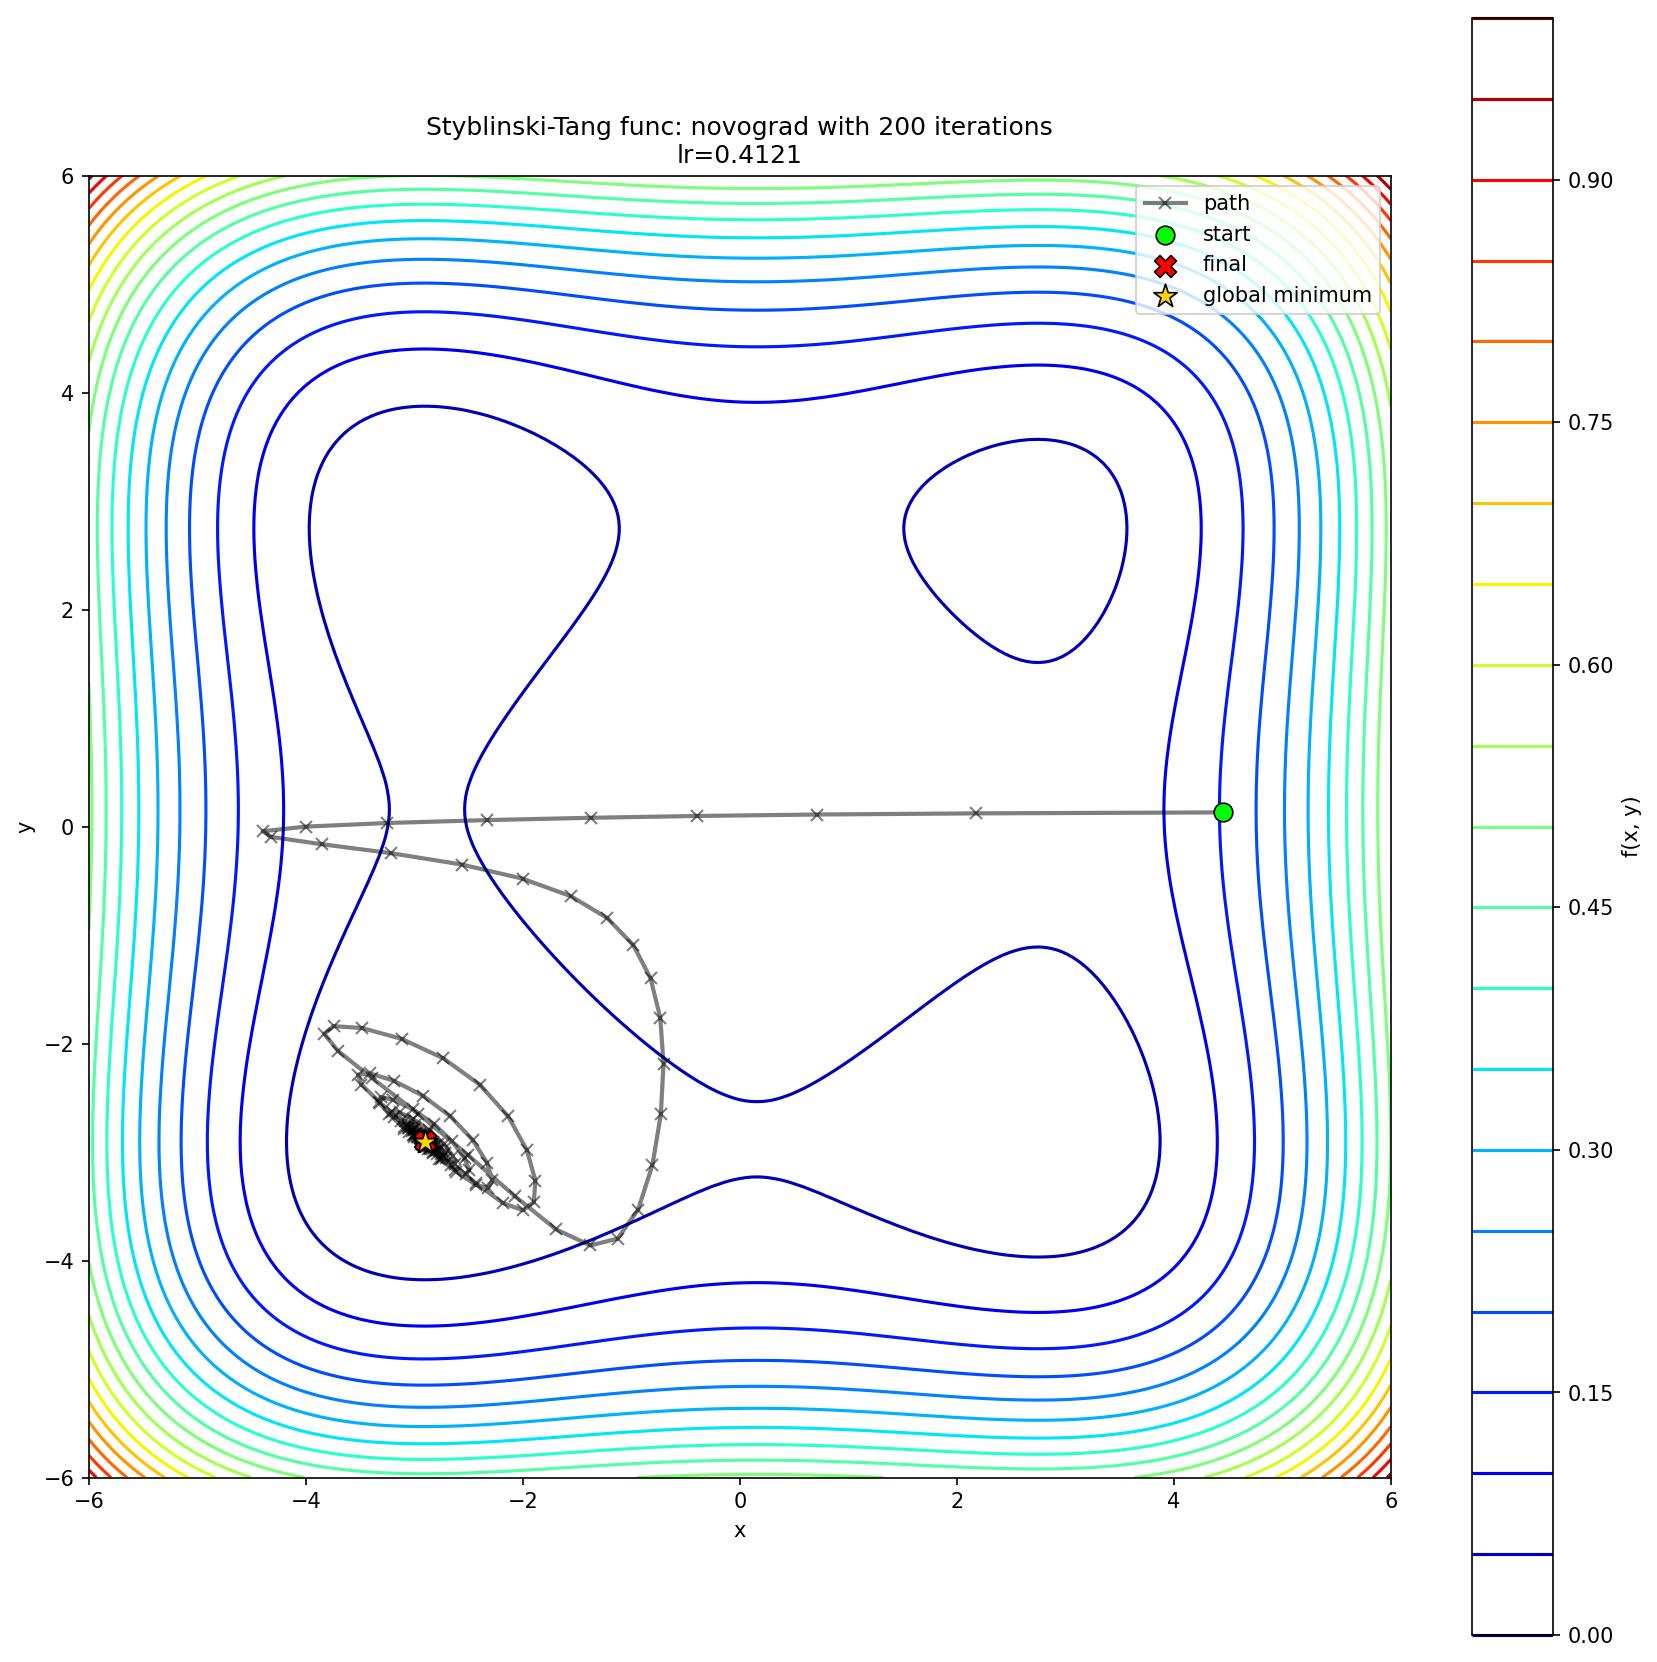 Styblinski-Tang func: novograd with 200 iterations
lr=0.4121
path
start
final
global minimum
6
4
2
0
−2
−4
−6
y
−6
−4
−2
0
2
4
6
x
0.90
0.75
0.60
0.45
0.30
0.15
0.00
f(x, y)